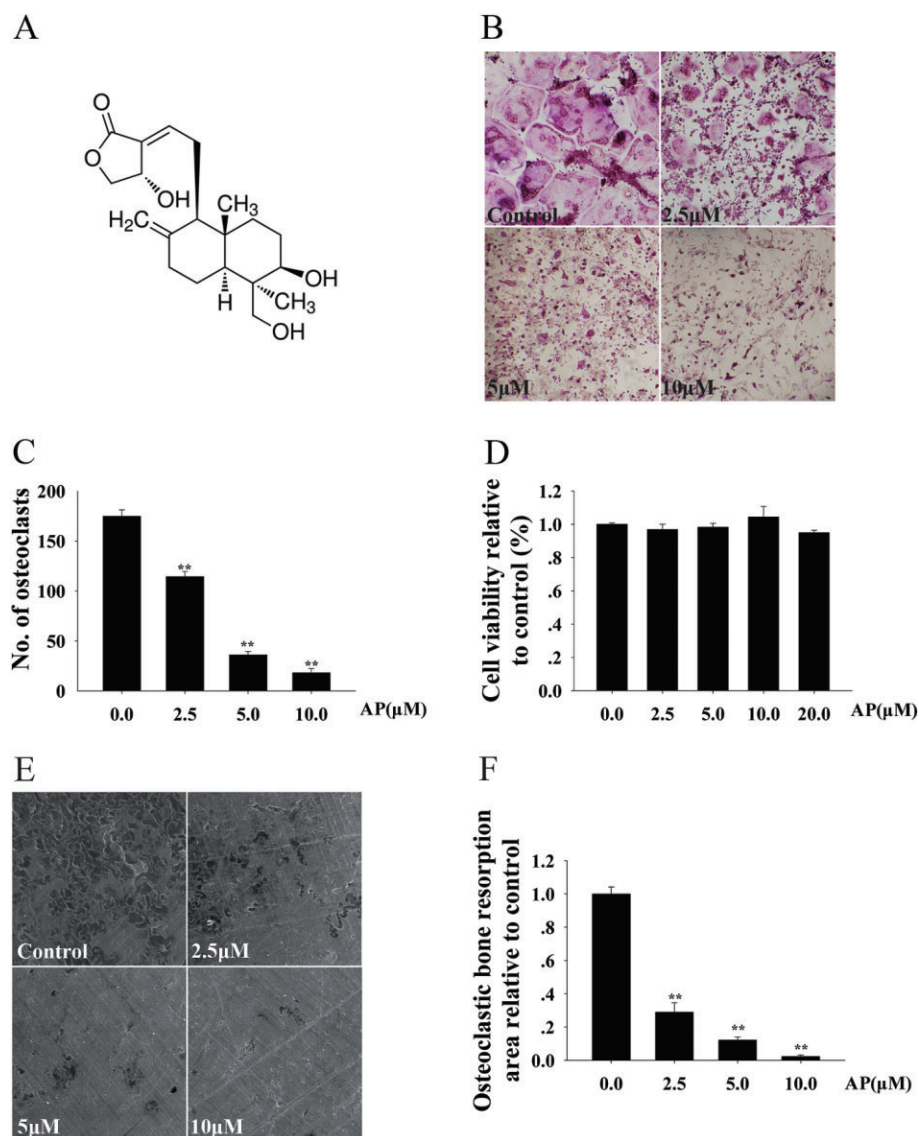 A
O
O
OH
CH3
H2C
OH
H
CH3
OH
B
Control
2.5µM
5µM
10µM
C
No. of osteoclasts
200
150
100
50
0
**
**
**
0.0 2.5 5.0 10.0 AP(µM)
D
Cell viability relative
to control (%)
1.2
1.0
.8
.6
.4
.2
0.0
0.0 2.5 5.0 10.0 20.0 AP(µM)
E
Control
2.5µM
5µM
10µM
F
Osteoclastic bone resorption
area relative to control
1.2
1.0
.8
.6
.4
.2
0.0
**
**
**
0.0 2.5 5.0 10.0 AP(µM)